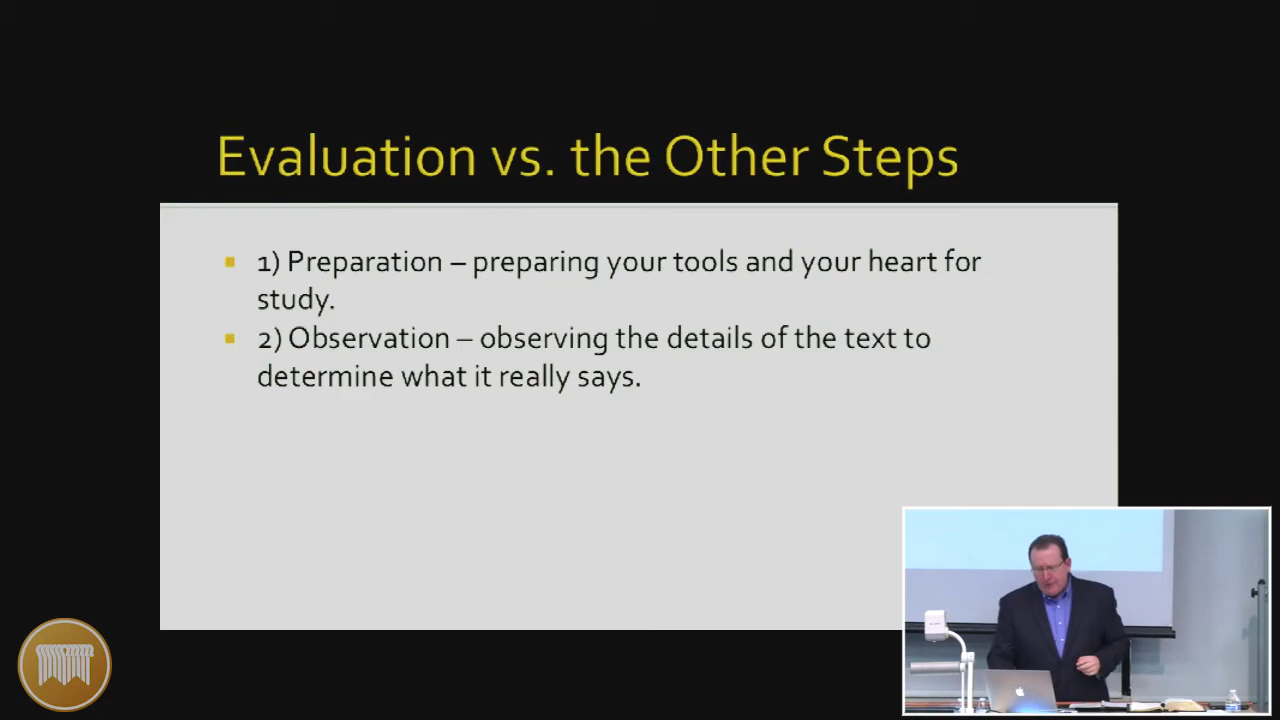 Evaluation vs. the Other Steps
1) Preparation – preparing your tools and your heart for
study.
2) Observation – observing the details of the text to
determine what it really says.